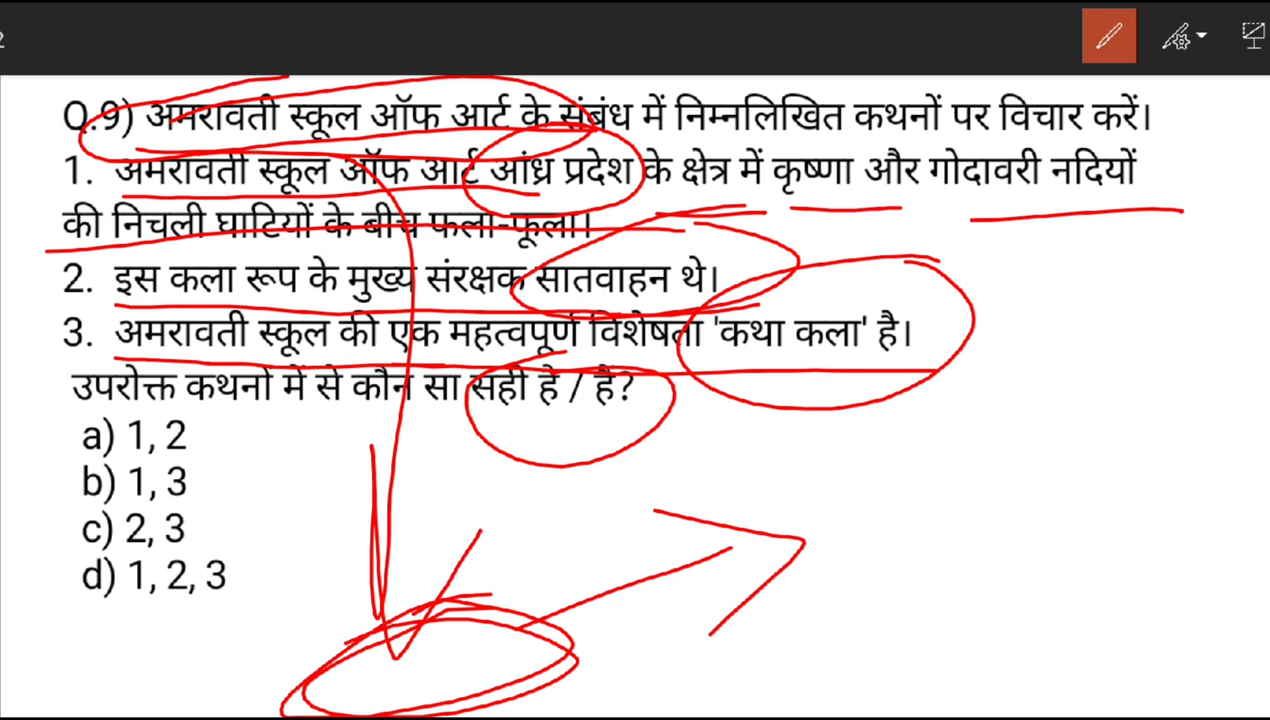 2
Q.9) अमरावती स्कूल ऑफ आर्ट के संबंध में निम्नलिखित कथनों पर विचार करें।
1. अमरावती स्कूल ऑफ आर्ट आंध्र प्रदेश के क्षेत्र में कृष्णा और गोदावरी नदियों
की निचली घाटियों के बीच फला-फूला।
2. इस कला रूप के मुख्य संरक्षक सातवाहन थे।
3. अमरावती स्कूल की एक महत्वपूर्ण विशेषता 'कथा कला' है।
उपरोक्त कथनों में से कौन सा सही है / हैं?
a) 1, 2
b) 1, 3
c) 2, 3
d) 1, 2, 3